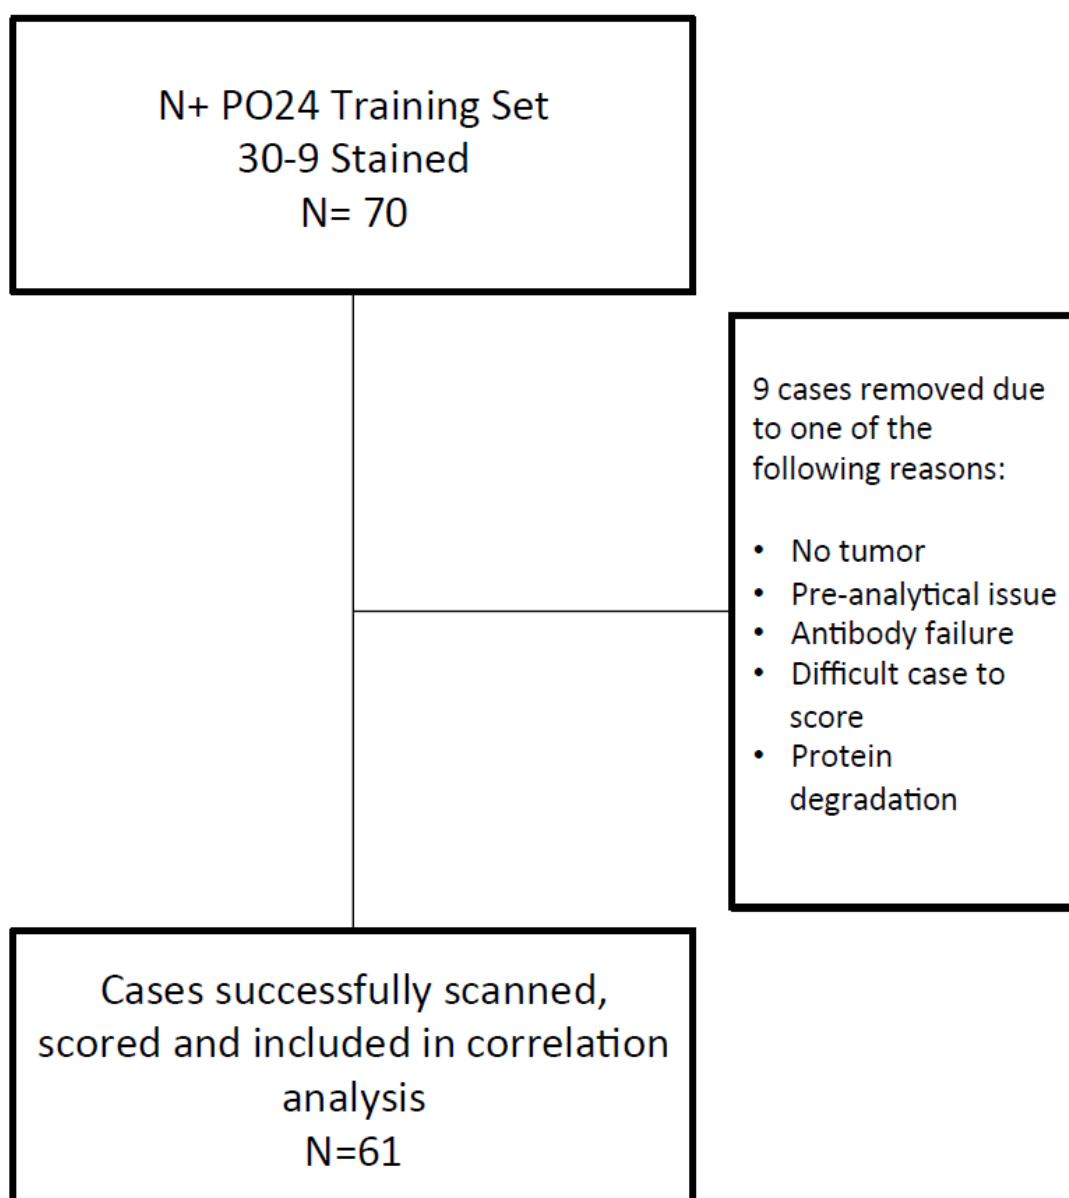 N+ PO24 Training Set
30-9 Stained
N= 70
9 cases removed due
to one of the
following reasons:
• No tumor
• Pre-analytical issue
• Antibody failure
• Difficult case to
score
• Protein
degradation
Cases successfully scanned,
scored and included in correlation
analysis
N=61